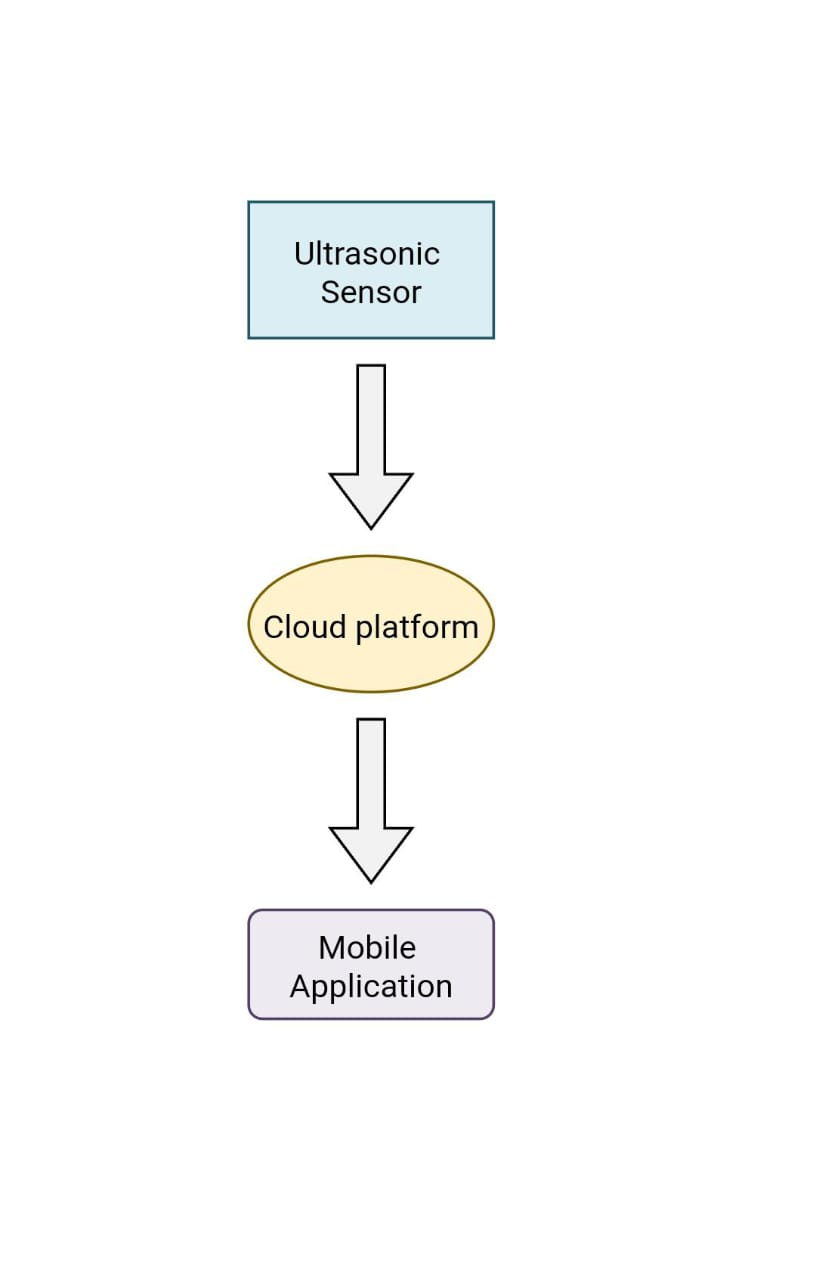 Ultrasonic
Sensor
Cloud platform
Mobile
Application